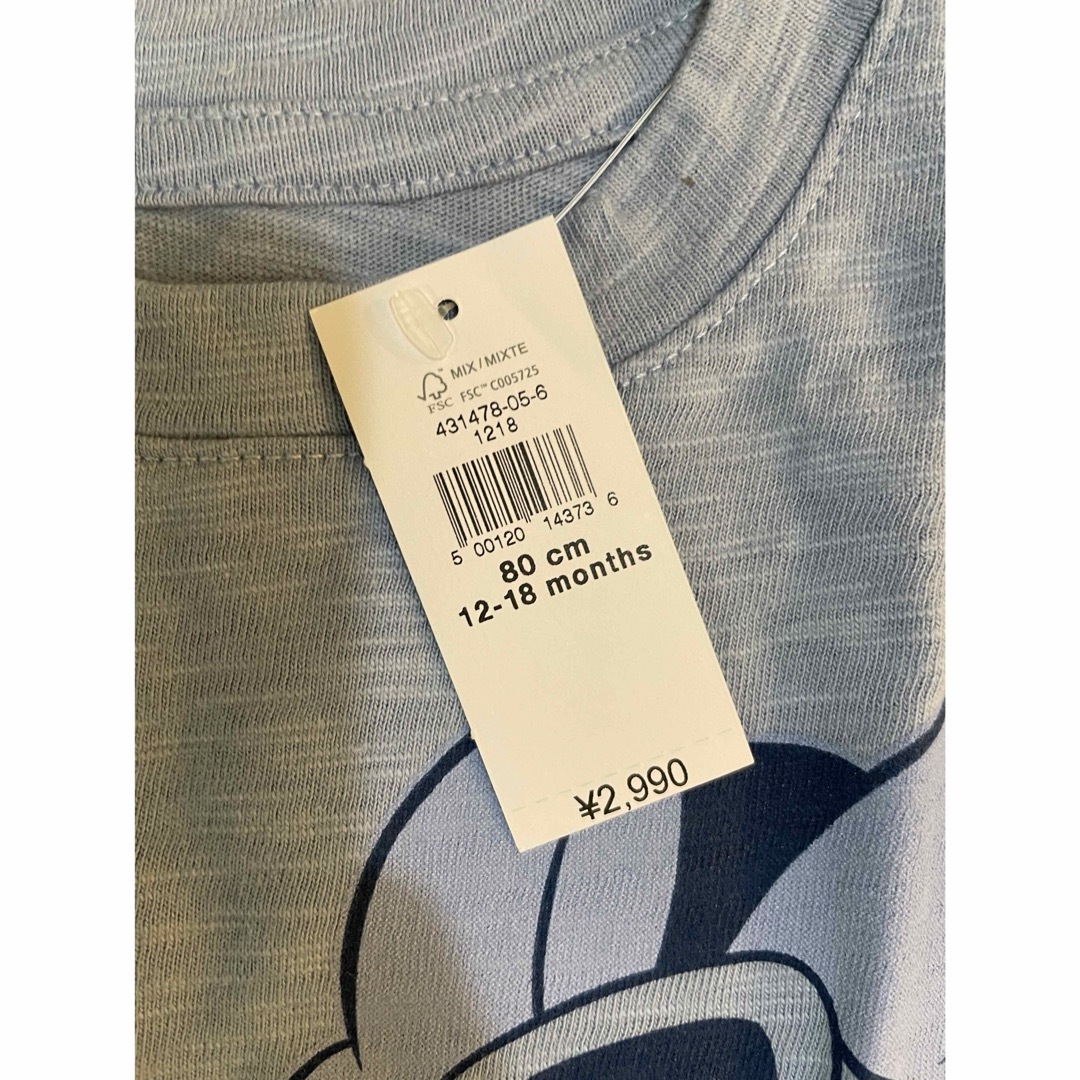 MIX / MIXTE
FSC FSC™ C005725
431478-05-6
1218
5 00120 14373 6
80 cm
12-18 months
¥2,990